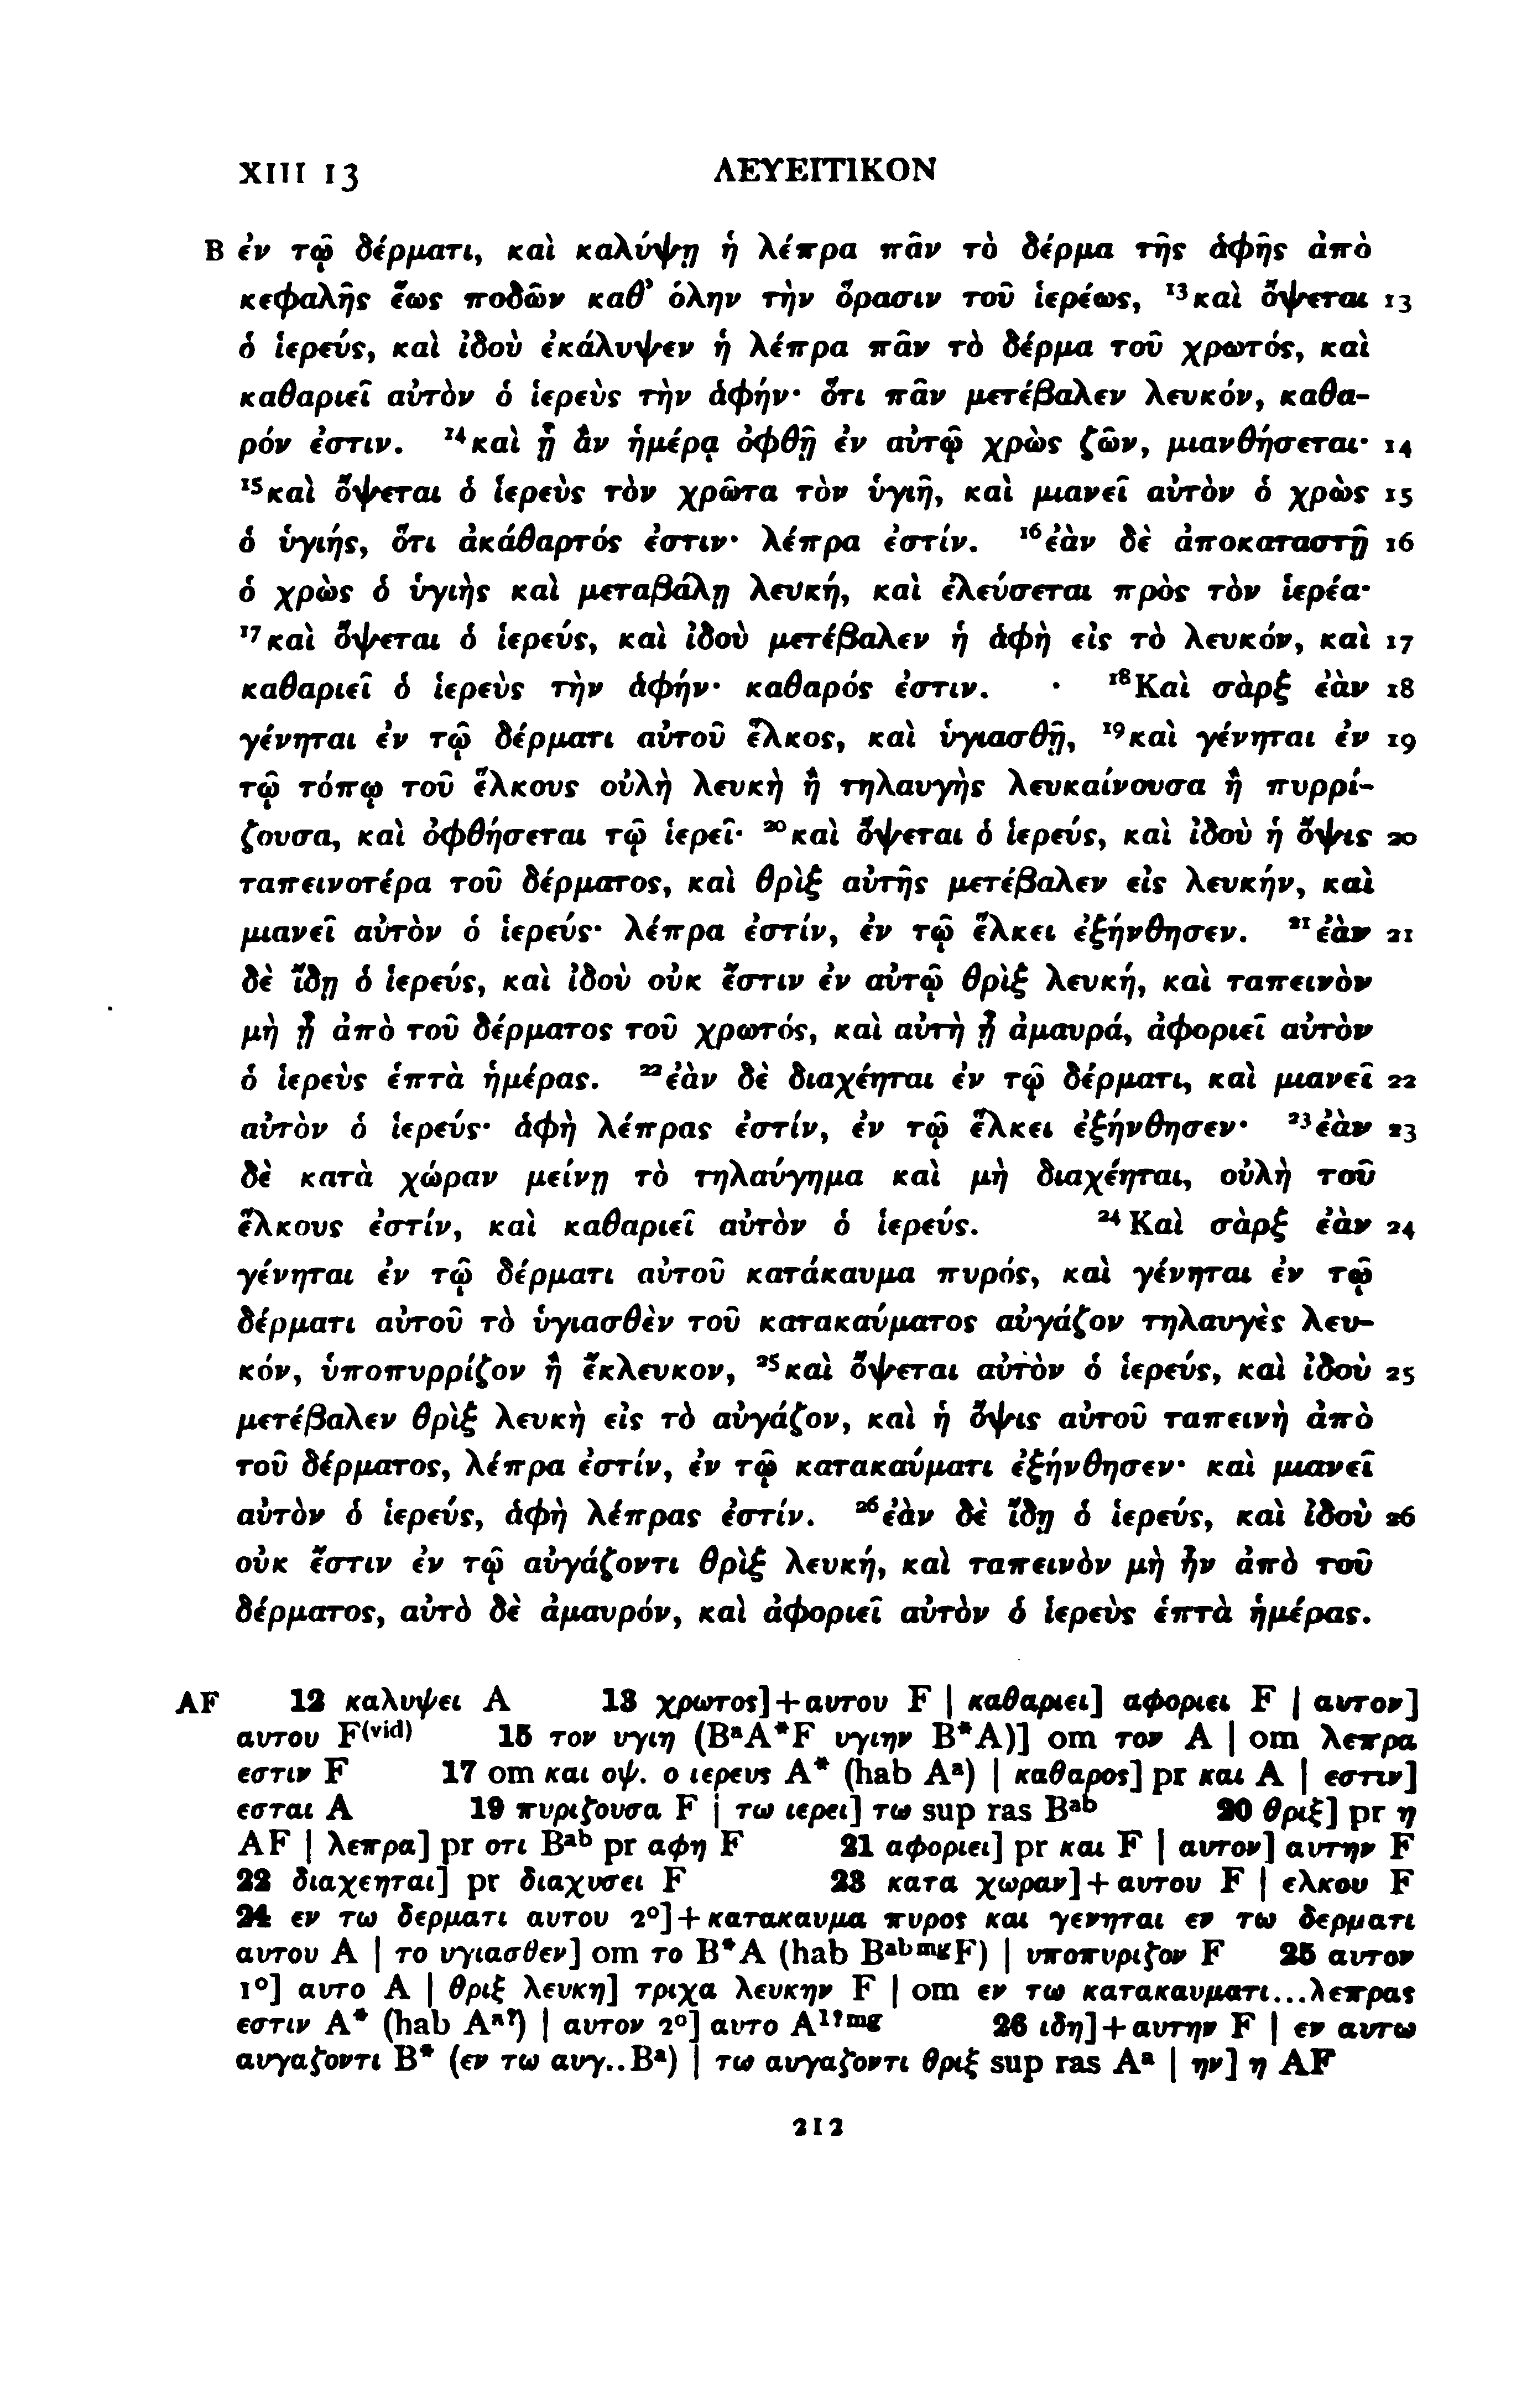 XIII 13 ΛΕΥΕΙΤΙΚΟΝ
B ἐν τῷ δέρματι, καὶ καλύψῃ ἡ λέπρα πᾶν τὸ δέρμα τῆς ἁφῆς ἀπὸ
κεφαλῆς ἕως ποδῶν καθ’ ὅλην τὴν ὅρασιν τοῦ ἱερέως, ¹³καὶ ὄψεται 13
ὁ ἱερεύς, καὶ ἰδοὺ ἐκάλυψεν ἡ λέπρα πᾶν τὸ δέρμα τοῦ χρωτός, καὶ
καθαριεῖ αὐτὸν ὁ ἱερεὺς τὴν ἁφήν· ὅτι πᾶν μετέβαλεν λευκόν, καθα-
ρόν ἐστιν. ¹⁴καὶ ᾗ ἂν ἡμέρᾳ ὀφθῇ ἐν αὐτῷ χρὼς ζῶν, μιανθήσεται· 14
¹⁵καὶ ὄψεται ὁ ἱερεὺς τὸν χρῶτα τὸν ὑγιῆ, καὶ μιανεῖ αὐτὸν ὁ χρὼς 15
ὁ ὑγιής, ὅτι ἀκάθαρτός ἐστιν· λέπρα ἐστίν. ¹⁶ἐὰν δὲ ἀποκαταστῇ 16
ὁ χρὼς ὁ ὑγιὴς καὶ μεταβάλῃ λευκή, καὶ ἐλεύσεται πρὸς τὸν ἱερέα·
¹⁷καὶ ὄψεται ὁ ἱερεύς, καὶ ἰδοὺ μετέβαλεν ἡ ἁφὴ εἰς τὸ λευκόν, καὶ 17
καθαριεῖ ὁ ἱερεὺς τὴν ἁφήν· καθαρός ἐστιν. ¹⁸Καὶ σὰρξ ἐὰν 18
γένηται ἐν τῷ δέρματι αὐτοῦ ἕλκος, καὶ ὑγιασθῇ, ¹⁹καὶ γένηται ἐν 19
τῷ τόπῳ τοῦ ἕλκους οὐλὴ λευκὴ ἢ τηλαυγὴς λευκαίνουσα ἢ πυρρί-
ζουσα, καὶ ὀφθήσεται τῷ ἱερεῖ· ²⁰καὶ ὄψεται ὁ ἱερεύς, καὶ ἰδοὺ ἡ ὄψις 20
ταπεινοτέρα τοῦ δέρματος, καὶ θρὶξ αὐτῆς μετέβαλεν εἰς λευκήν, καὶ
μιανεῖ αὐτὸν ὁ ἱερεύς· λέπρα ἐστίν, ἐν τῷ ἕλκει ἐξήνθησεν. ²¹ἐὰν 21
δὲ ἴδῃ ὁ ἱερεύς, καὶ ἰδοὺ οὐκ ἔστιν ἐν αὐτῷ θρὶξ λευκή, καὶ ταπεινὸν
μὴ ᾖ ἀπὸ τοῦ δέρματος τοῦ χρωτός, καὶ αὐτὴ ᾖ ἀμαυρά, ἀφοριεῖ αὐτὸν
ὁ ἱερεὺς ἑπτὰ ἡμέρας. ²²ἐὰν δὲ διαχέηται ἐν τῷ δέρματι, καὶ μιανεῖ 22
αὐτὸν ὁ ἱερεύς· ἁφὴ λέπρας ἐστίν, ἐν τῷ ἕλκει ἐξήνθησεν· ²³ἐὰν 23
δὲ κατὰ χώραν μείνῃ τὸ τηλαύγημα καὶ μὴ διαχέηται, οὐλὴ τοῦ
ἕλκους ἐστίν, καὶ καθαριεῖ αὐτὸν ὁ ἱερεύς. ²⁴Καὶ σὰρξ ἐὰν 24
γένηται ἐν τῷ δέρματι αὐτοῦ κατάκαυμα πυρός, καὶ γένηται ἐν τῷ
δέρματι αὐτοῦ τὸ ὑγιασθὲν τοῦ κατακαύματος αὐγάζον τηλαυγὲς λευ-
κόν, ὑποπυρρίζον ἢ ἔκλευκον, ²⁵καὶ ὄψεται αὐτὸν ὁ ἱερεύς, καὶ ἰδοὺ 25
μετέβαλεν θρὶξ λευκὴ εἰς τὸ αὐγάζον, καὶ ἡ ὄψις αὐτοῦ ταπεινὴ ἀπὸ
τοῦ δέρματος, λέπρα ἐστίν, ἐν τῷ κατακαύματι ἐξήνθησεν· καὶ μιανεῖ
αὐτὸν ὁ ἱερεύς, ἁφὴ λέπρας ἐστίν. ²⁶ἐὰν δὲ ἴδῃ ὁ ἱερεύς, καὶ ἰδοὺ 26
οὐκ ἔστιν ἐν τῷ αὐγάζοντι θρὶξ λευκή, καὶ ταπεινὸν μὴ ἦν ἀπὸ τοῦ
δέρματος, αὐτὸ δὲ ἀμαυρόν, καὶ ἀφοριεῖ αὐτὸν ὁ ἱερεὺς ἑπτὰ ἡμέρας.
AF 12 καλυψει A 13 χρωτος]+αυτου F | καθαριει] αφοριει F | αυτον]
αυτου F(vid) 15 τον υγιη (BᵃA*F υγιην B*A)] om τον A | om λεπρα
εστιν F 17 om και οψ. ο ιερευς A* (hab Aᵃ) | καθαρος] pr και A | εστιν]
εσται A 19 πυριζουσα F | τω ιερει] τω sup ras Bᵃᵇ 20 θριξ] pr η
AF | λεπρα] pr οτι Bᵃᵇ pr αφη F 21 αφοριει] pr και F | αυτον] αυτην F
22 διαχεηται] pr διαχυσει F 23 κατα χωραν]+αυτου F | ελκου F
24 εν τω δερματι αυτου 2°]+κατακαυμα πυρος και γενηται εν τω δερματι
αυτου A | το υγιασθεν] om το B*A (hab BᵃᵇᵐᵍF) | υποπυριζον F 25 αυτον
1°] αυτο A | θριξ λευκη] τριχα λευκην F | om εν τω κατακαυματι...λεπρας
εστιν A* (hab Aᵃ?) | αυτον 2°] αυτο A¹?ᵐᵍ 26 ιδη]+αυτην F | εν αυτω
αυγαζοντι B* (εν τω αυγ..Bᵃ) | τω αυγαζοντι θριξ sup ras Aᵃ | ην] η AF
212